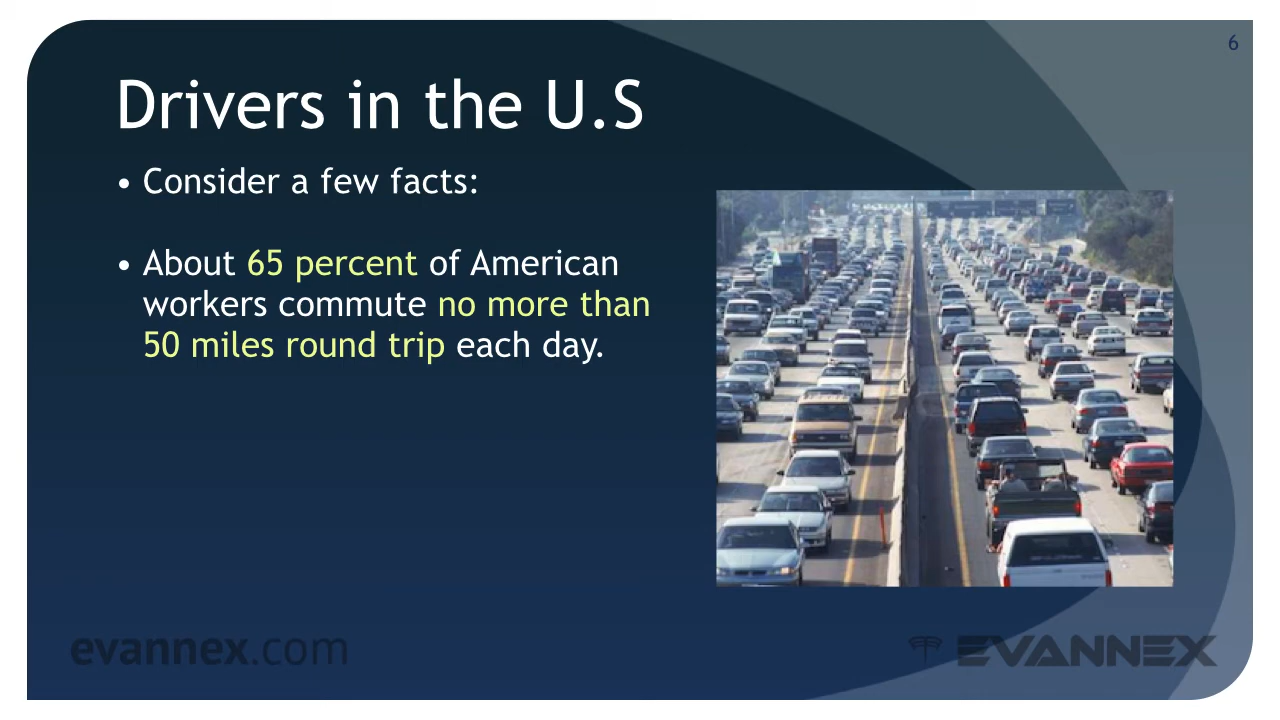 6
Drivers in the U.S
• Consider a few facts:
• About 65 percent of American
workers commute no more than
50 miles round trip each day.
evannex.com
EVANNEX